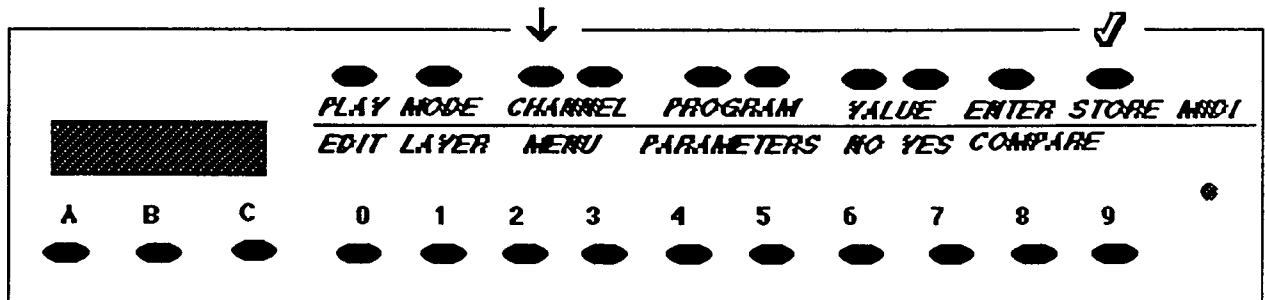 PLAY MODE CHANNEL PROGRAM VALUE ENTER STORE MIDI
EDIT LAYER MENU PARAMETERS NO YES COMPARE
A B C 0 1 2 3 4 5 6 7 8 9